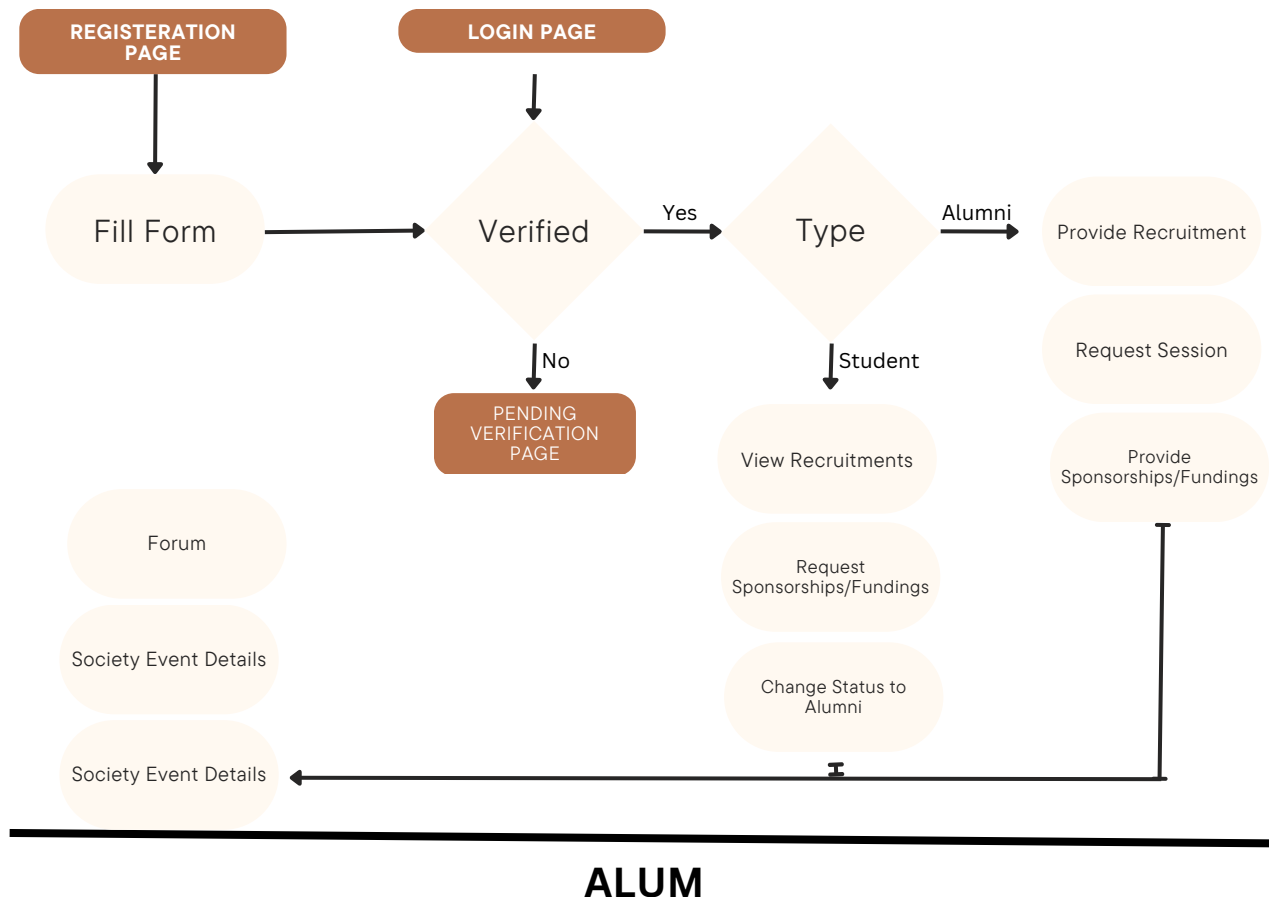 REGISTERATION
PAGE
LOGIN PAGE
Fill Form
Verified
Yes
Type
Alumni
Provide Recruitment
Request Session
No
Student
PENDING
VERIFICATION
PAGE
View Recruitments
Provide
Sponsorships/Fundings
Forum
Request
Sponsorships/Fundings
Society Event Details
Change Status to
Alumni
Society Event Details
ALUM